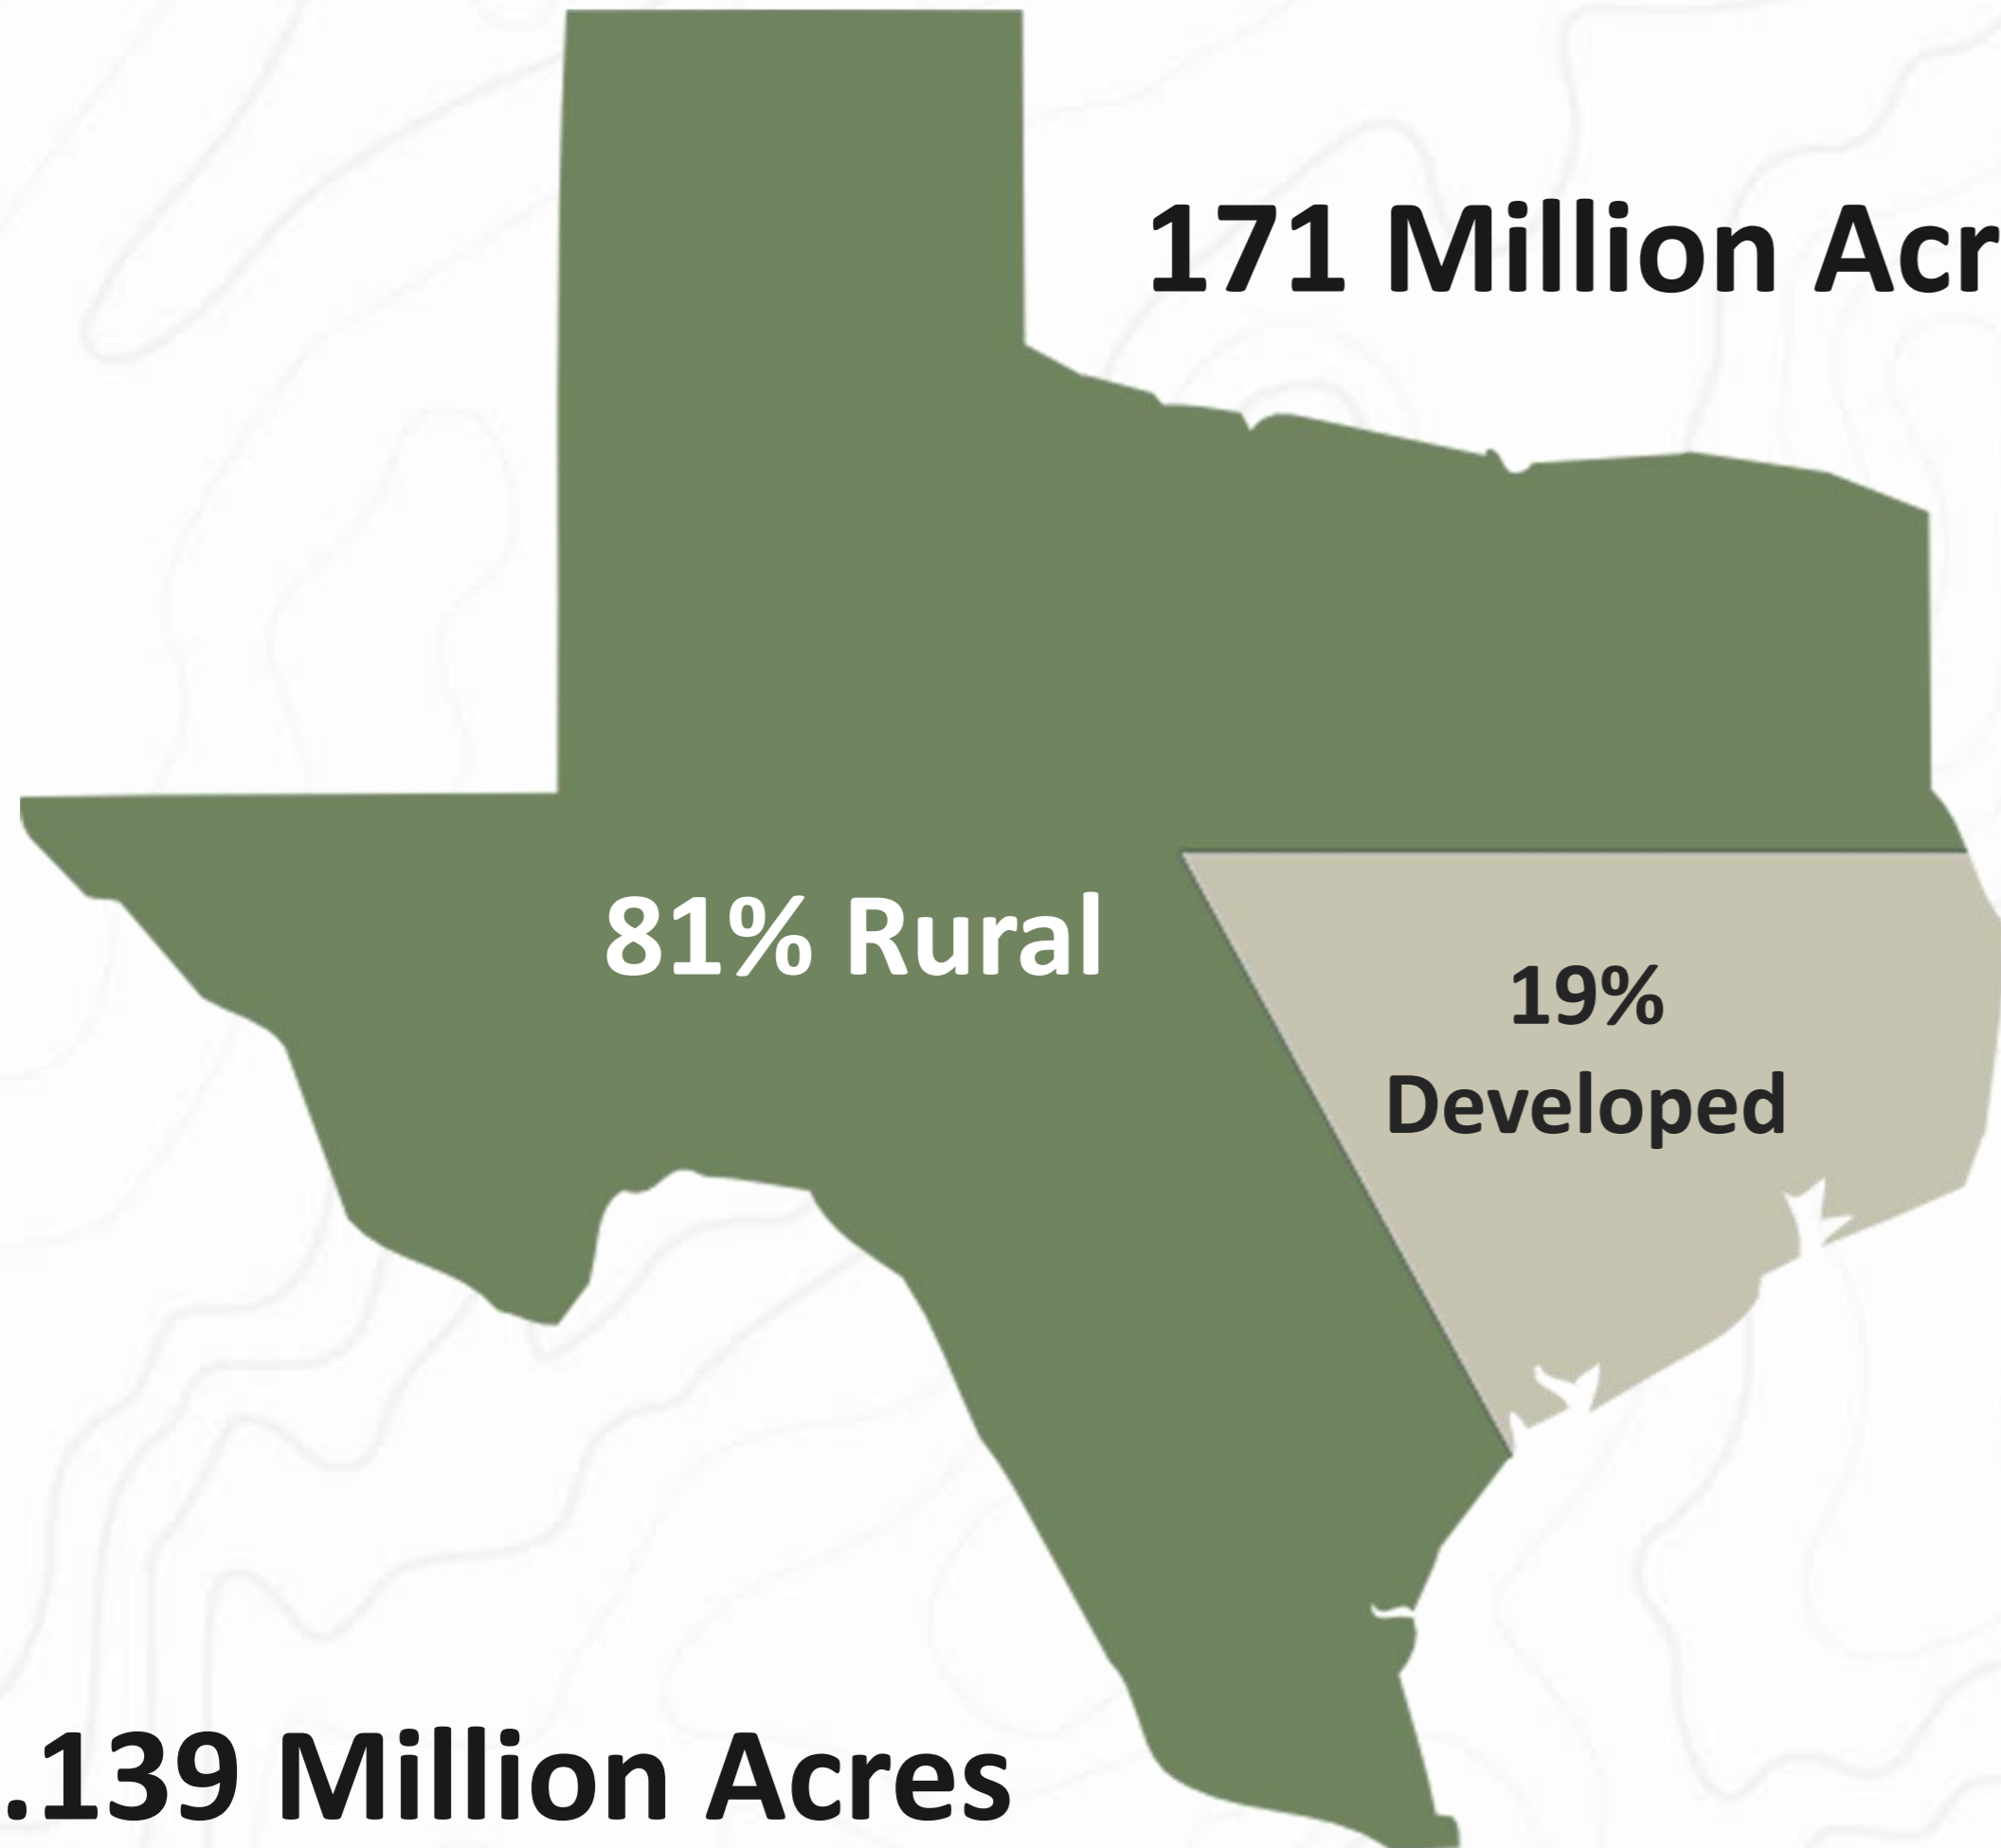 171 Million Acr
81% Rural
19%
Developed
.139 Million Acres